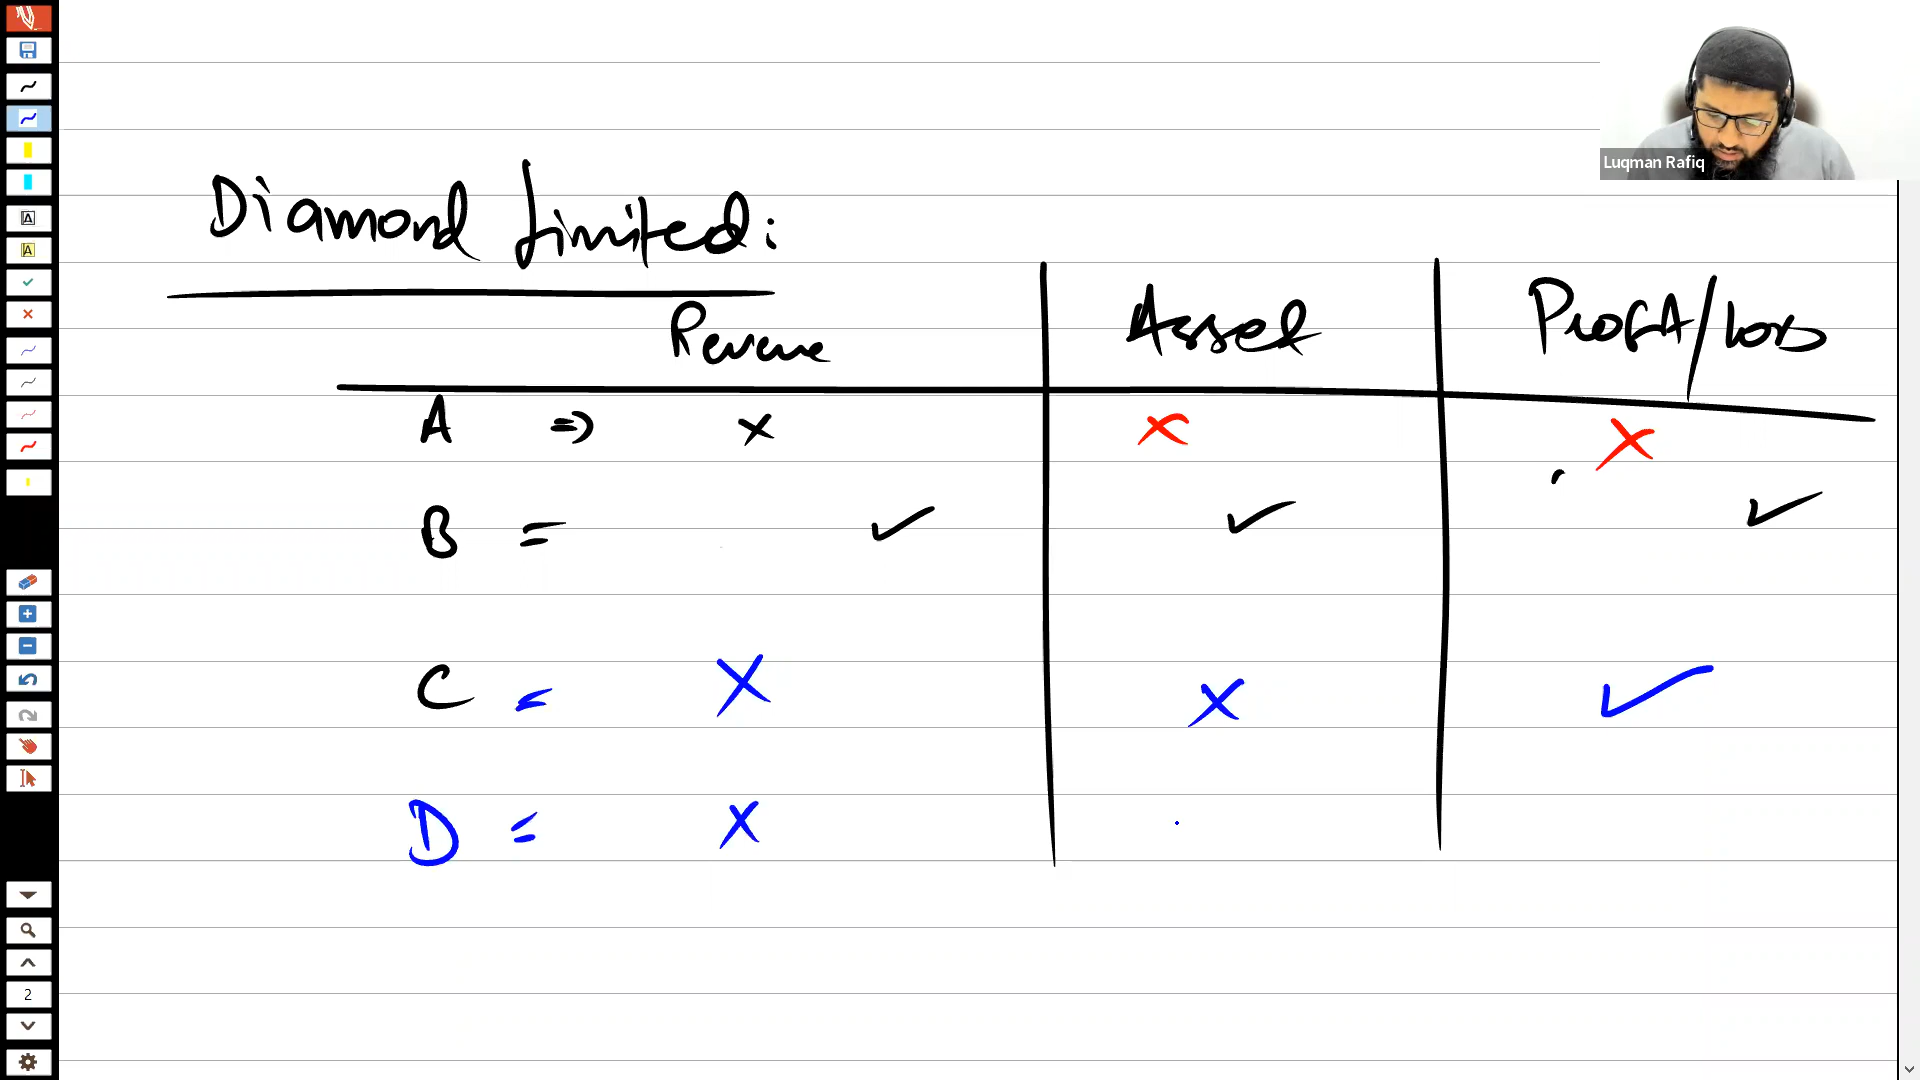 Luqman Rafiq
Diamond Limited:
Revenue Asset Profit/Loss
A ⇒ × × ×
B = ✓ ✓ ✓
C = × × ✓
D = ×
2